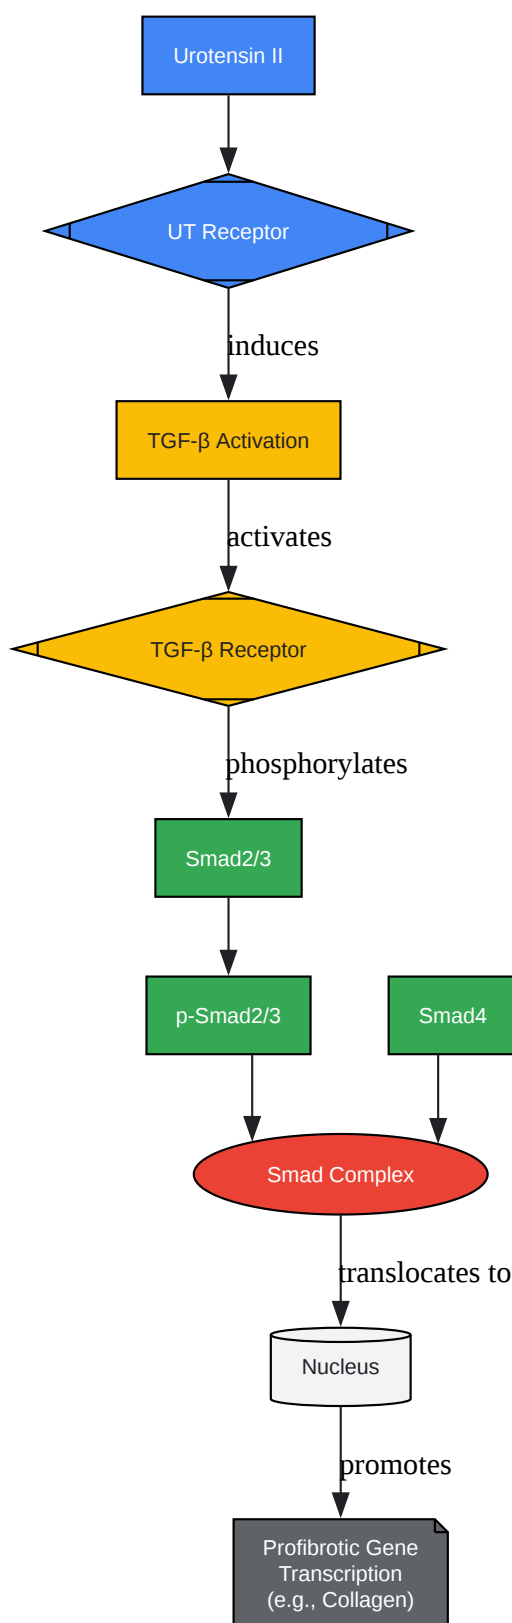 Urotensin II
UT Receptor
induces
TGF-β Activation
activates
TGF-β Receptor
phosphorylates
Smad2/3
p-Smad2/3
Smad4
Smad Complex
translocates to
Nucleus
promotes
Profibrotic Gene
Transcription
(e.g., Collagen)